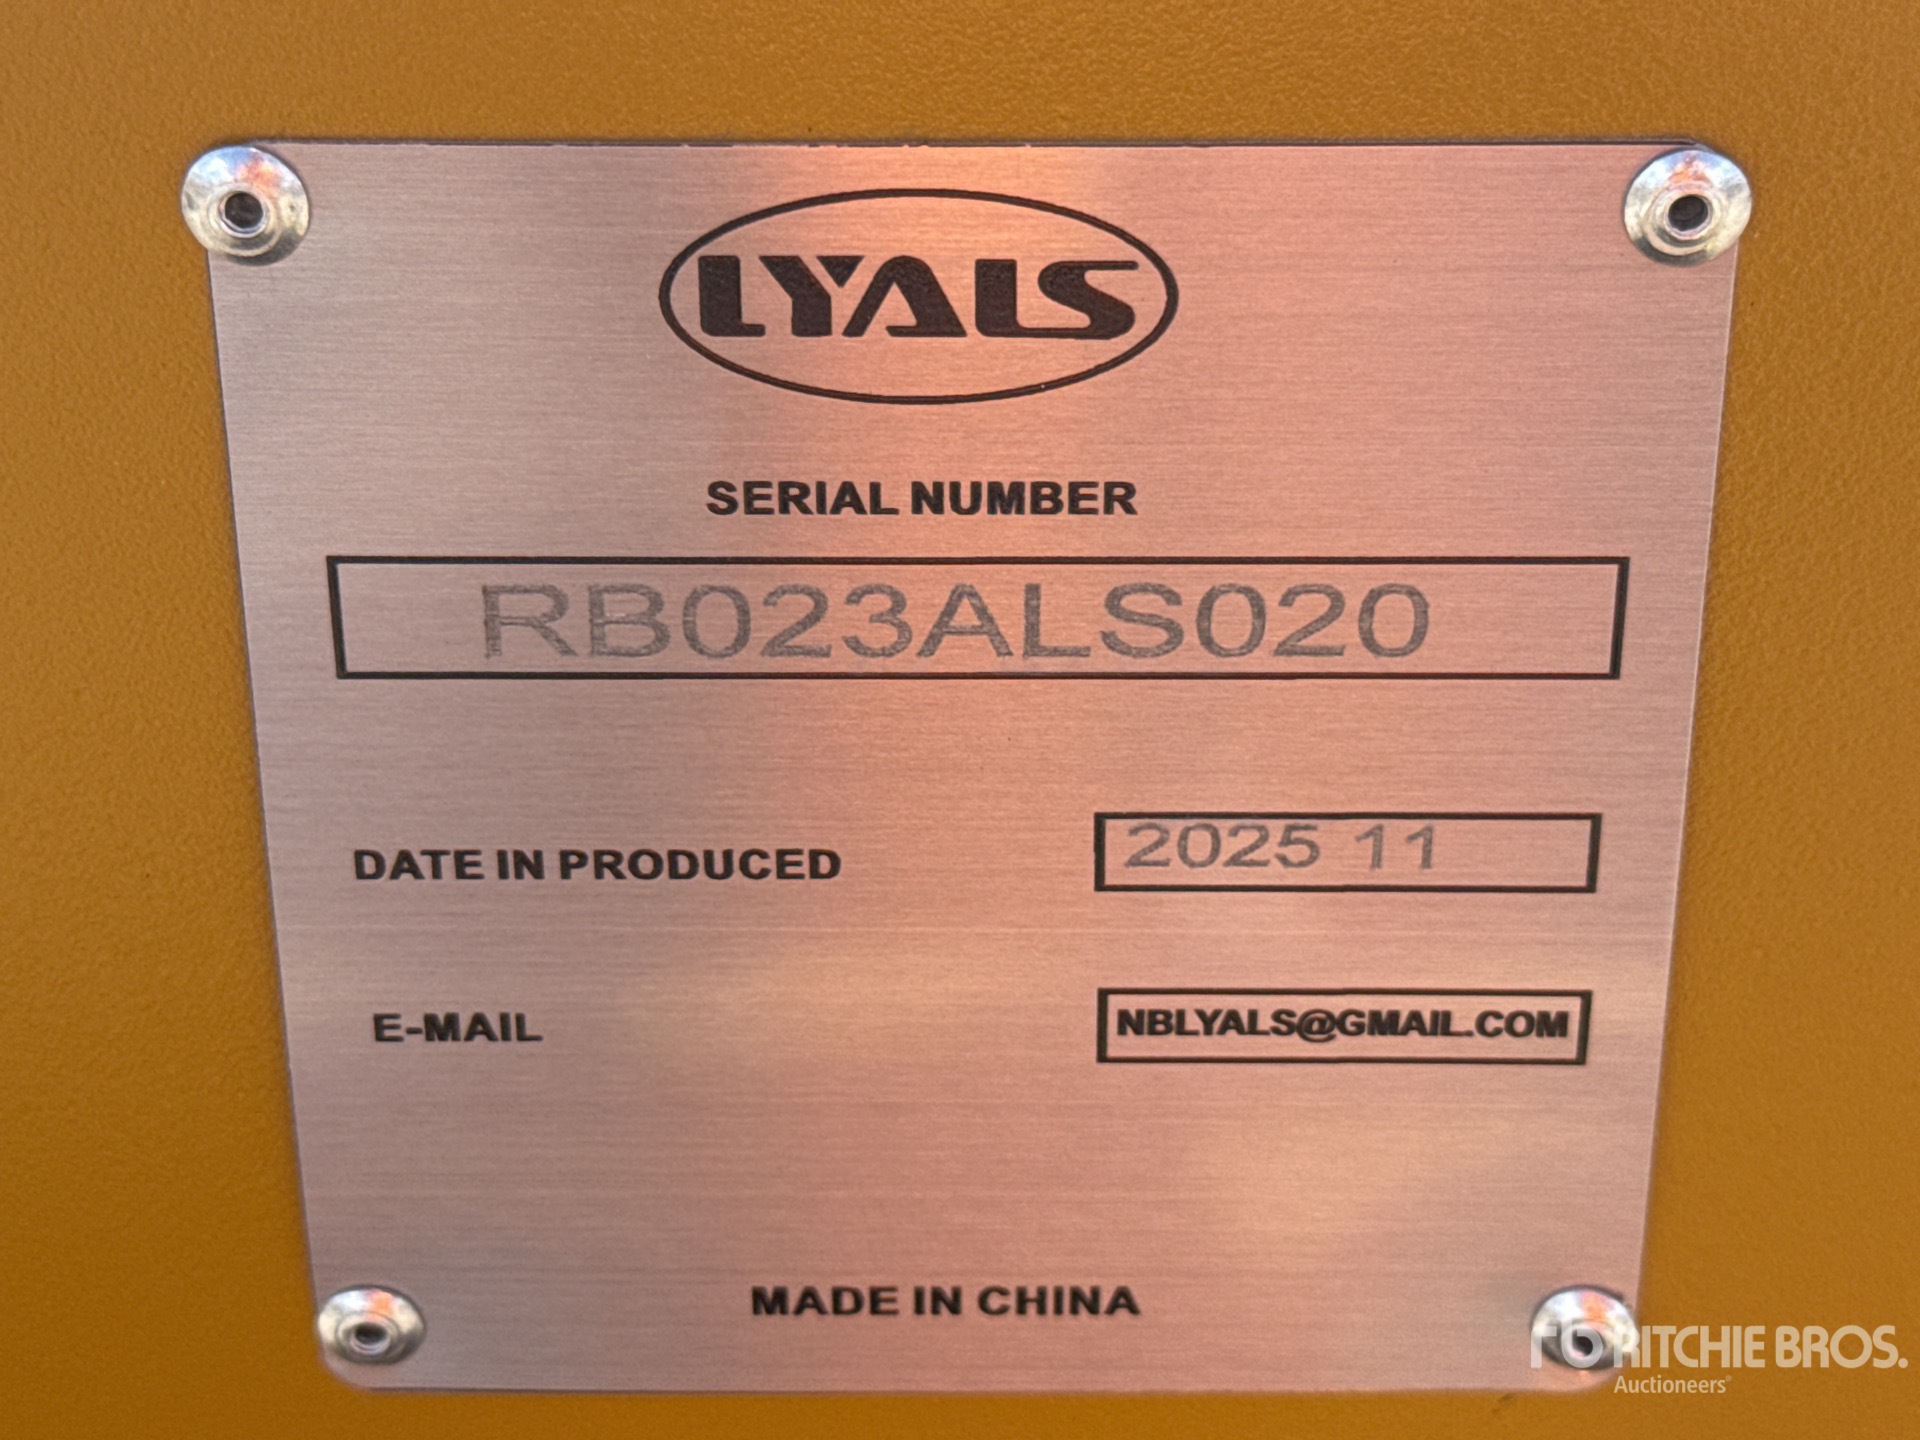 LYALS
SERIAL NUMBER
RB023ALS020
DATE IN PRODUCED 2025 11
E-MAIL NBLYALS@GMAIL.COM
MADE IN CHINA
rb RITCHIE BROS.
Auctioneers®